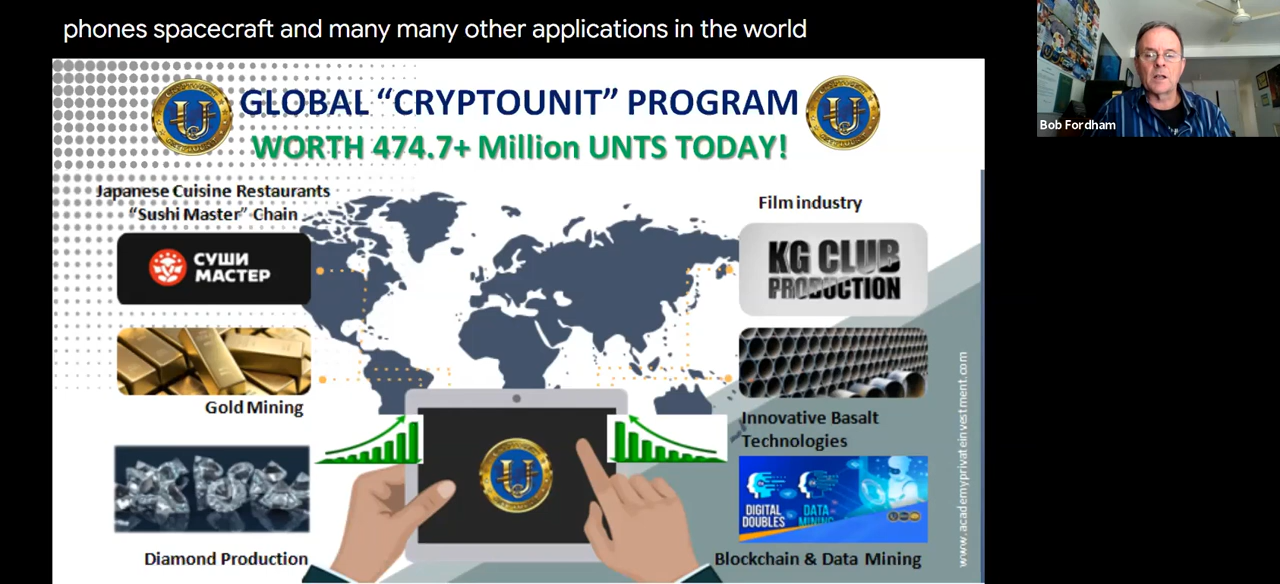 phones spacecraft and many many other applications in the world
Bob Fordham
GLOBAL “CRYPTOUNIT” PROGRAM
WORTH 474.7+ Million UNTS TODAY!
Japanese Cuisine Restaurants
“Sushi Master” Chain
СУШИ
МАСТЕР
Gold Mining
Diamond Production
Film industry
KG CLUB
PRODUCTION
Innovative Basalt
Technologies
DIGITAL
DOUBLES
DATA
MINING
Blockchain & Data Mining
www.academyprivateinvestment.com